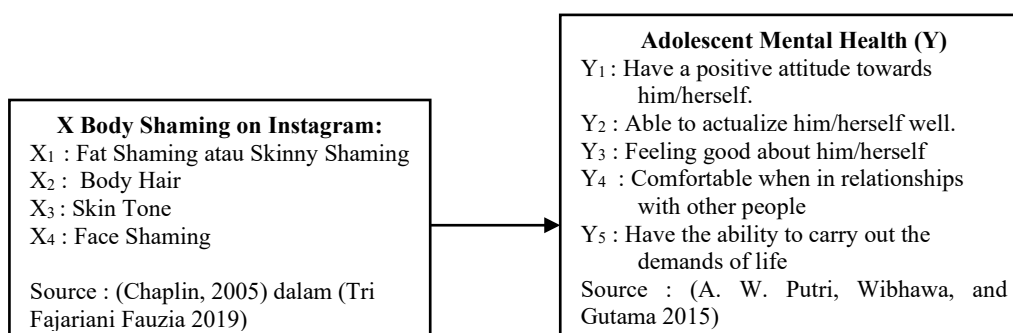 X Body Shaming on Instagram:
X1 : Fat Shaming atau Skinny Shaming
X2 : Body Hair
X3 : Skin Tone
X4 : Face Shaming
Source : (Chaplin, 2005) dalam (Tri
Fajariani Fauzia 2019)
Adolescent Mental Health (Y)
Y1 : Have a positive attitude towards
him/herself.
Y2 : Able to actualize him/herself well.
Y3 : Feeling good about him/herself
Y4 : Comfortable when in relationships
with other people
Y5 : Have the ability to carry out the
demands of life
Source : (A. W. Putri, Wibhawa, and
Gutama 2015)